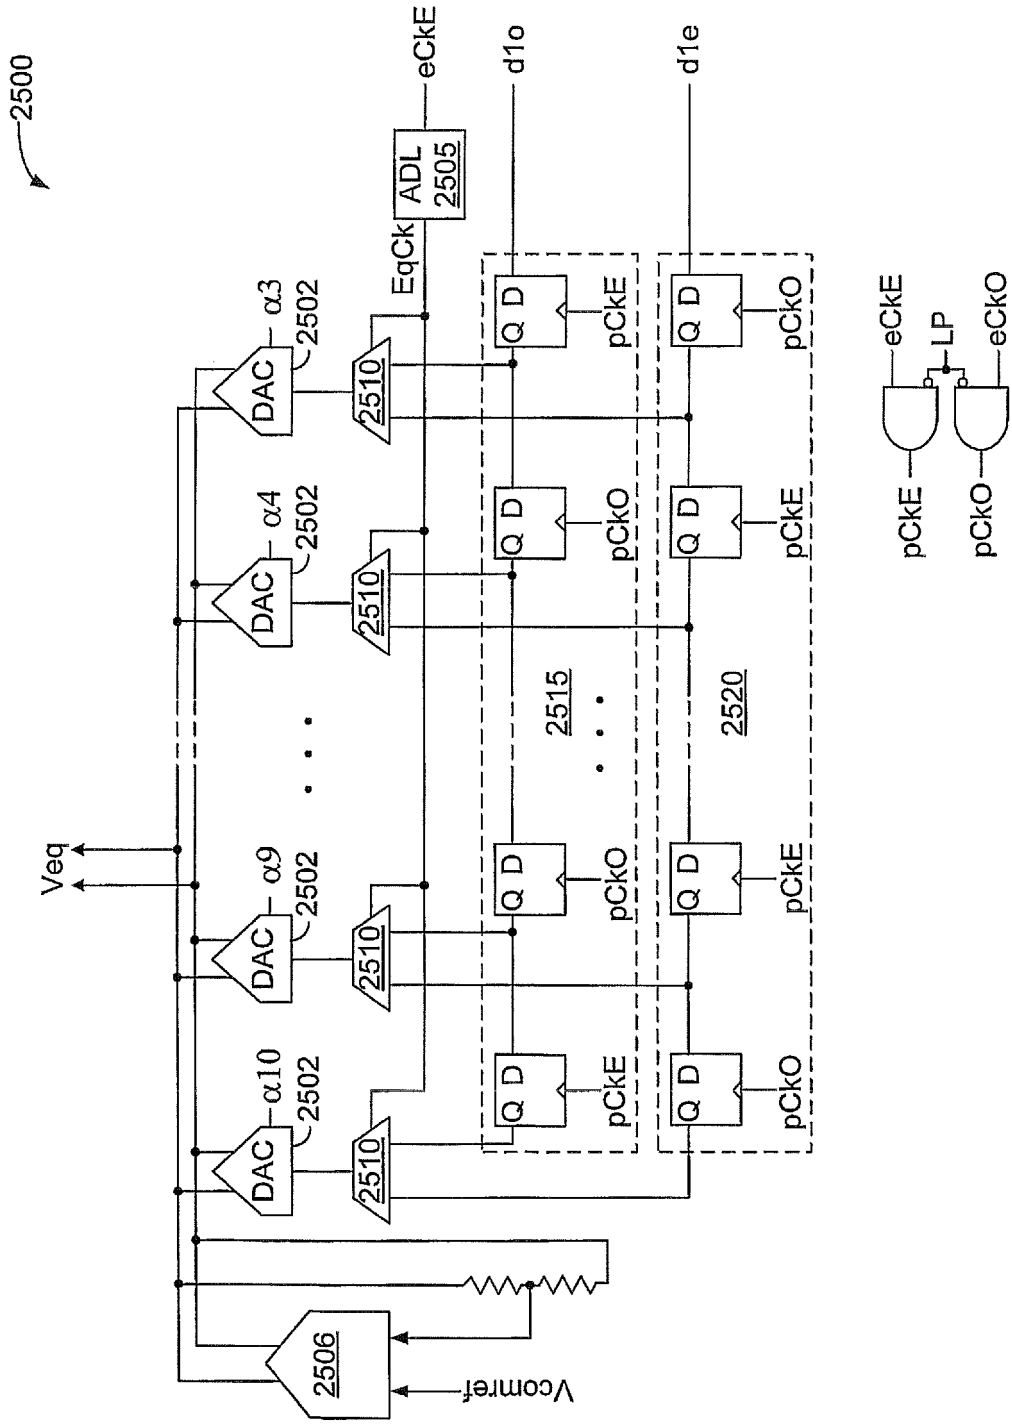 2500
Veq
α10
α9
α4
α3
DAC
DAC
DAC
DAC
2502
2502
2502
2502
2506
Vcomref
2510
2510
2510
2510
EqCk
ADL
2505
eCkE
Q D
Q D
Q D
Q D
d1o
2515
pCkE
pCkO
pCkO
pCkE
Q D
Q D
Q D
Q D
d1e
2520
pCkO
pCkE
pCkE
pCkO
pCkE
eCkE
LP
pCkO
eCkO